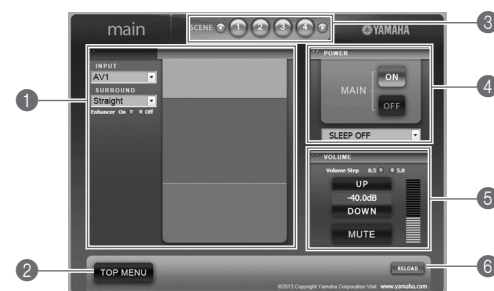 main
SCENE 1 2 3 4
YAMAHA
3
INPUT
AV1
SURROUND
Straight
Enhancer On Off
1
POWER
MAIN
ON
OFF
SLEEP OFF
4
VOLUME
Volume Step 0.5 5.0
UP
-40.0dB
DOWN
MUTE
5
2
TOP MENU
RELOAD
6
©2013 Copyright Yamaha Corporation Visit www.yamaha.com